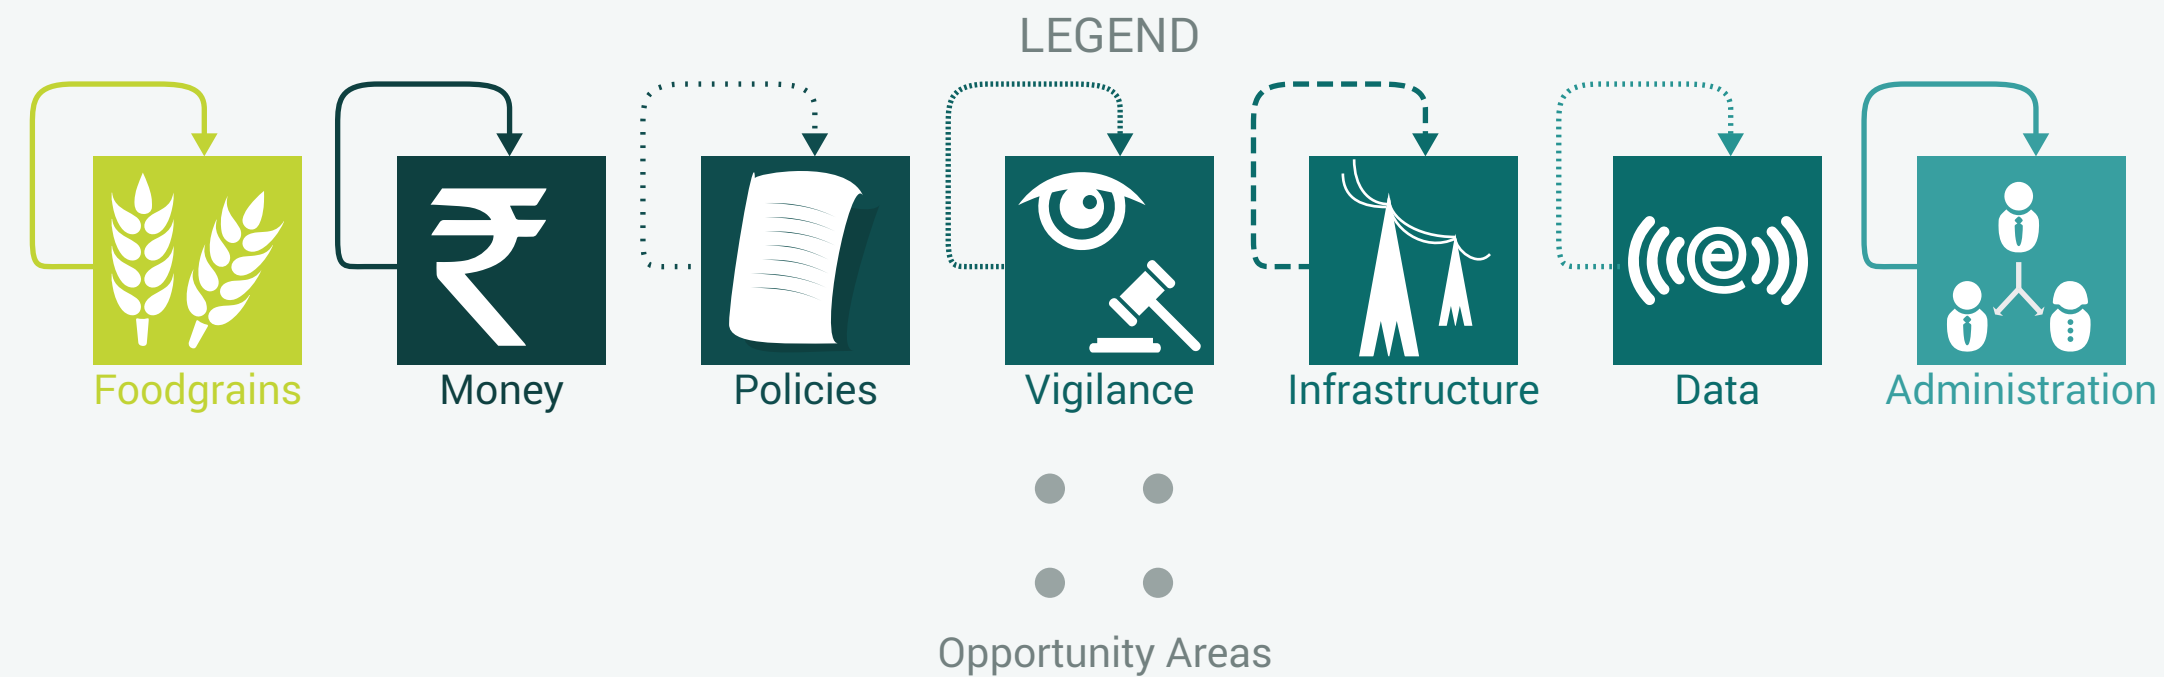 LEGEND
Foodgrains
Money
Policies
Vigilance
Infrastructure
Data
Administration
Opportunity Areas